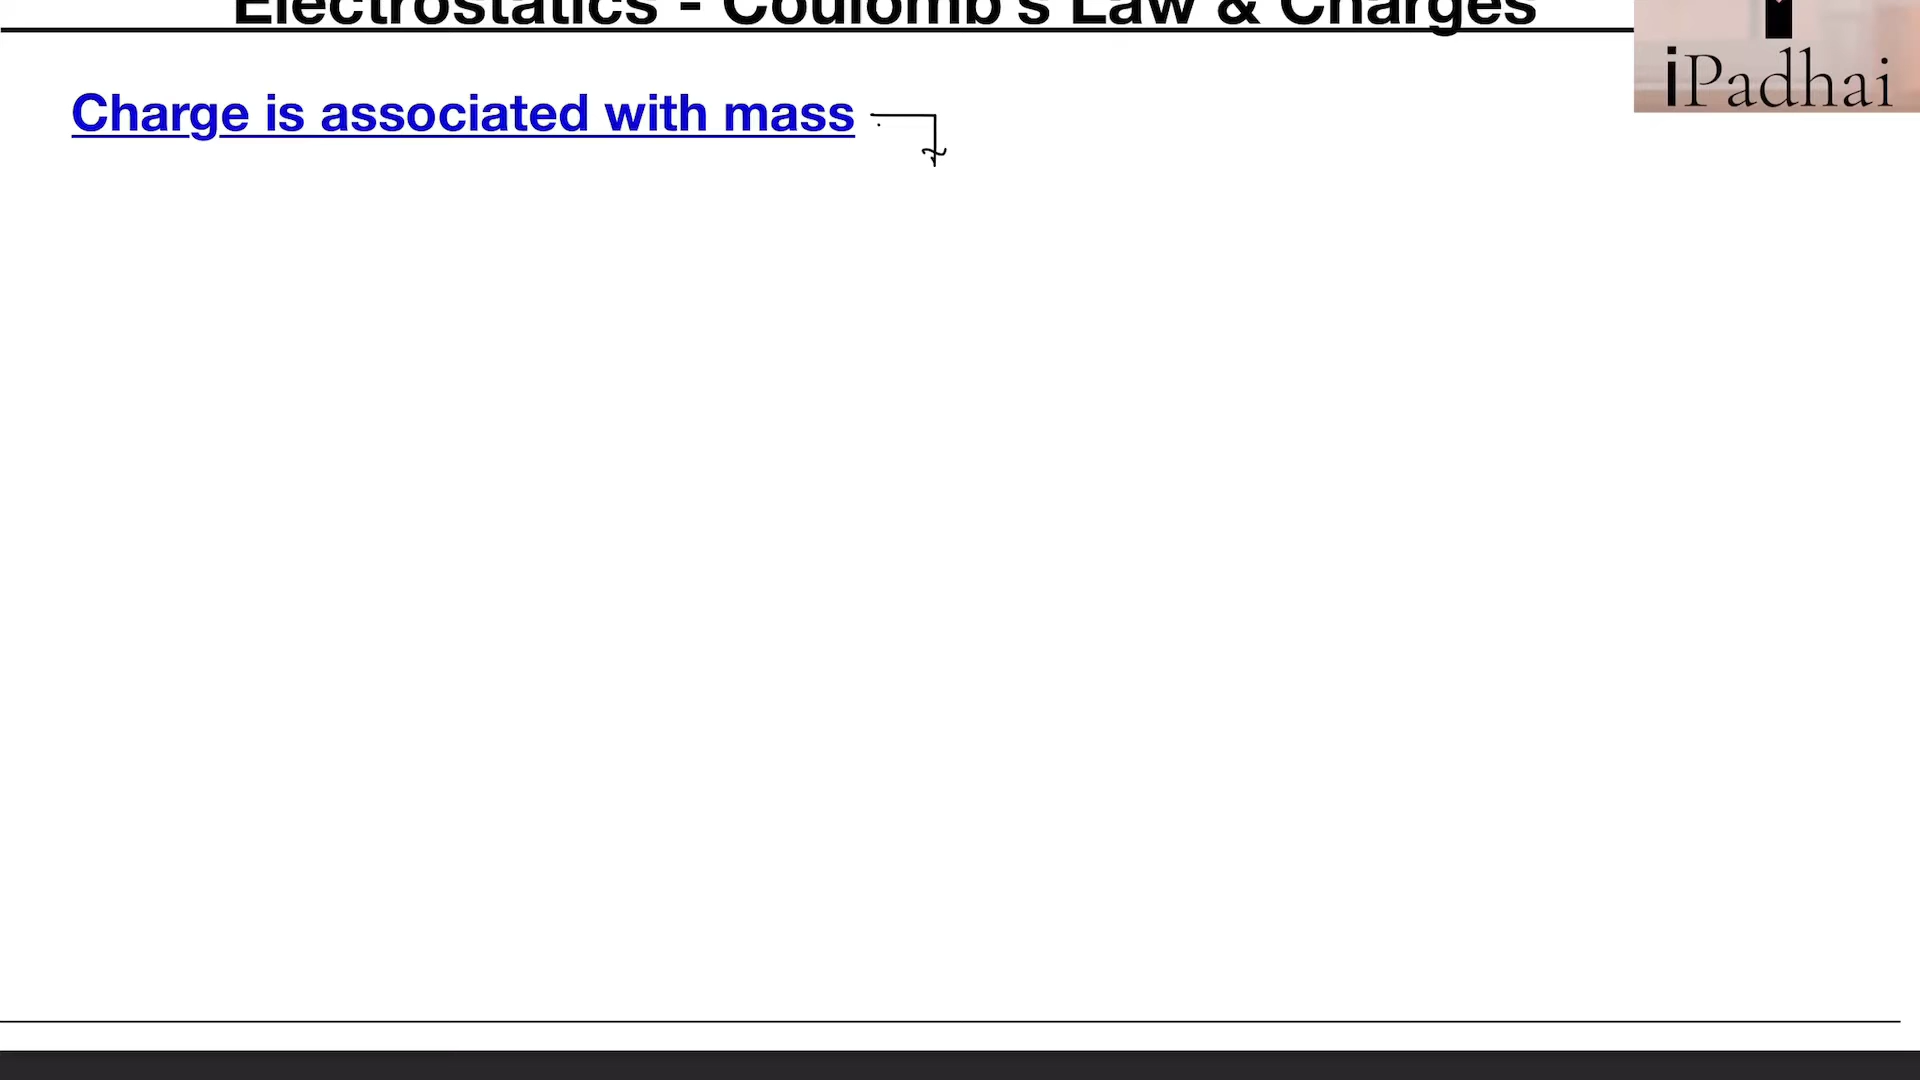 Electrostatics - Coulomb's Law & Charges
iPadhai
Charge is associated with mass